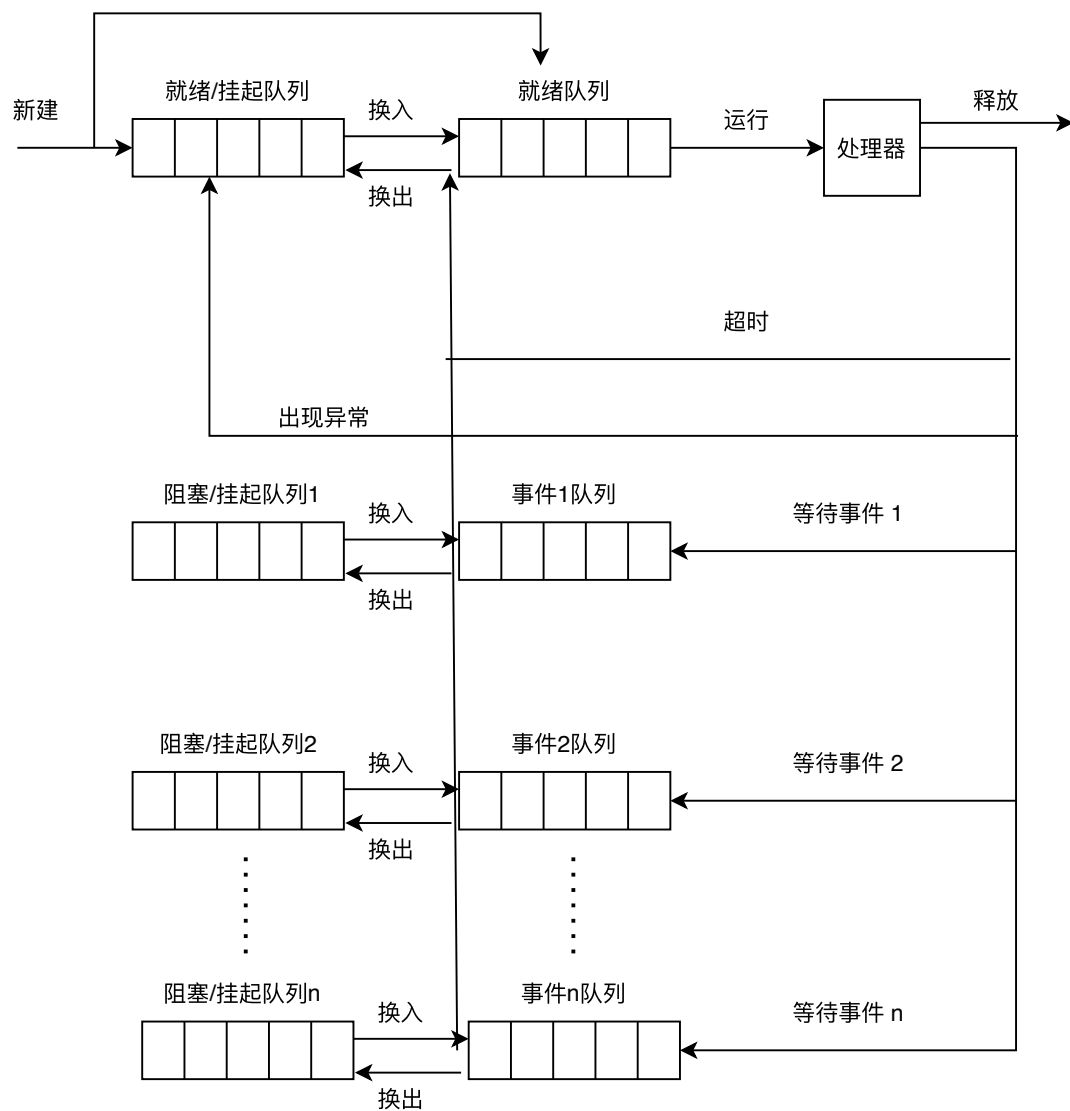 新建
就绪/挂起队列
换入
换出
就绪队列
运行
处理器
释放
超时
出现异常
阻塞/挂起队列1
换入
换出
事件1队列
等待事件 1
阻塞/挂起队列2
换入
换出
事件2队列
等待事件 2
阻塞/挂起队列n
换入
换出
事件n队列
等待事件 n